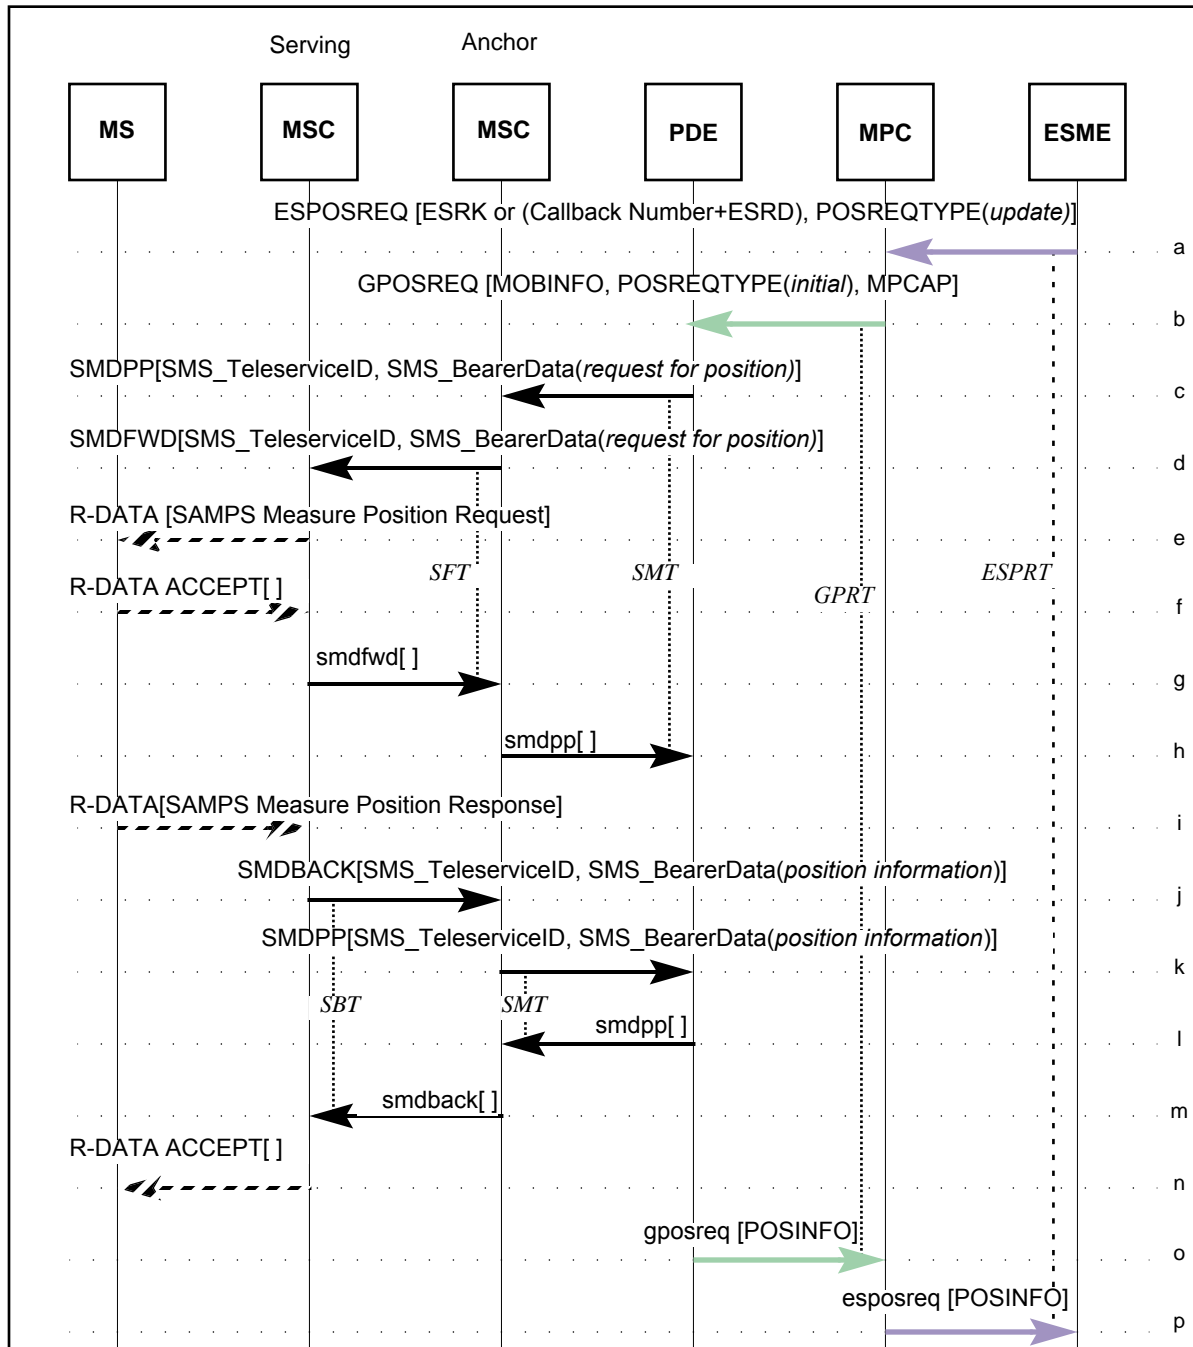 Serving Anchor
MS MSC MSC PDE MPC ESME
ESPOSREQ [ESRK or (Callback Number+ESRD), POSREQTYPE(update)]
a
GPOSREQ [MOBINFO, POSREQTYPE(initial), MPCAP]
b
SMDPP[SMS_TeleserviceID, SMS_BearerData(request for position)]
c
SMDFWD[SMS_TeleserviceID, SMS_BearerData(request for position)]
d
R-DATA [SAMPS Measure Position Request]
e
SFT SMT ESPRT
R-DATA ACCEPT[ ]
GPRT
f
smdfwd[ ]
g
smdpp[ ]
h
R-DATA[SAMPS Measure Position Response]
i
SMDBACK[SMS_TeleserviceID, SMS_BearerData(position information)]
j
SMDPP[SMS_TeleserviceID, SMS_BearerData(position information)]
k
SBT SMT
smdpp[ ]
l
smdback[ ]
m
R-DATA ACCEPT[ ]
n
gposreq [POSINFO]
o
esposreq [POSINFO]
p